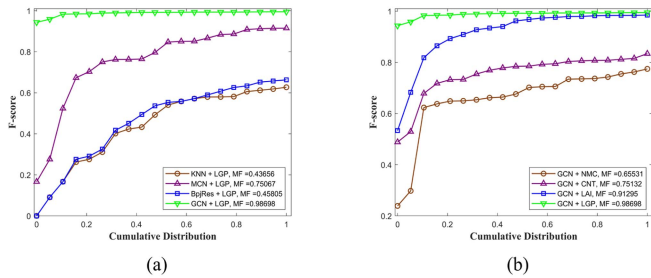 (a)
1
0.8
0.6
0.4
0.2
0
F-score
0 0.2 0.4 0.6 0.8 1
Cumulative Distribution
KNN + LGP, MF =0.43656
MCN + LGP, MF =0.75067
BpjRes + LGP, MF =0.45805
GCN + LGP, MF =0.98698
(a)
(b)
1
0.8
0.6
0.4
0.2
F-score
0 0.2 0.4 0.6 0.8 1
Cumulative Distribution
GCN + NMC, MF =0.65531
GCN + CNT, MF =0.75132
GCN + LAI, MF =0.91295
GCN + LGP, MF =0.98698
(b)